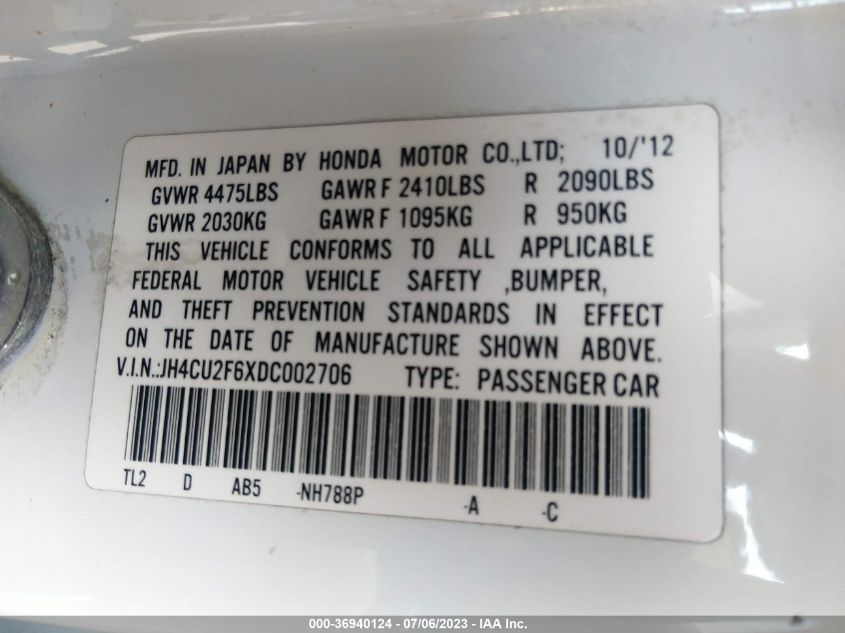 MFD. IN JAPAN BY HONDA MOTOR CO.,LTD; 10/'12
GVWR 4475LBS GAWR F 2410LBS R 2090LBS
GVWR 2030KG GAWR F 1095KG R 950KG
THIS VEHICLE CONFORMS TO ALL APPLICABLE
FEDERAL MOTOR VEHICLE SAFETY ,BUMPER,
AND THEFT PREVENTION STANDARDS IN EFFECT
ON THE DATE OF MANUFACTURE SHOWN ABOVE.
V.I.N.:JH4CU2F6XDC002706 TYPE: PASSENGER CAR
TL2 D AB5 -NH788P -A -C
000-36940124 - 07/06/2023 - IAA Inc.